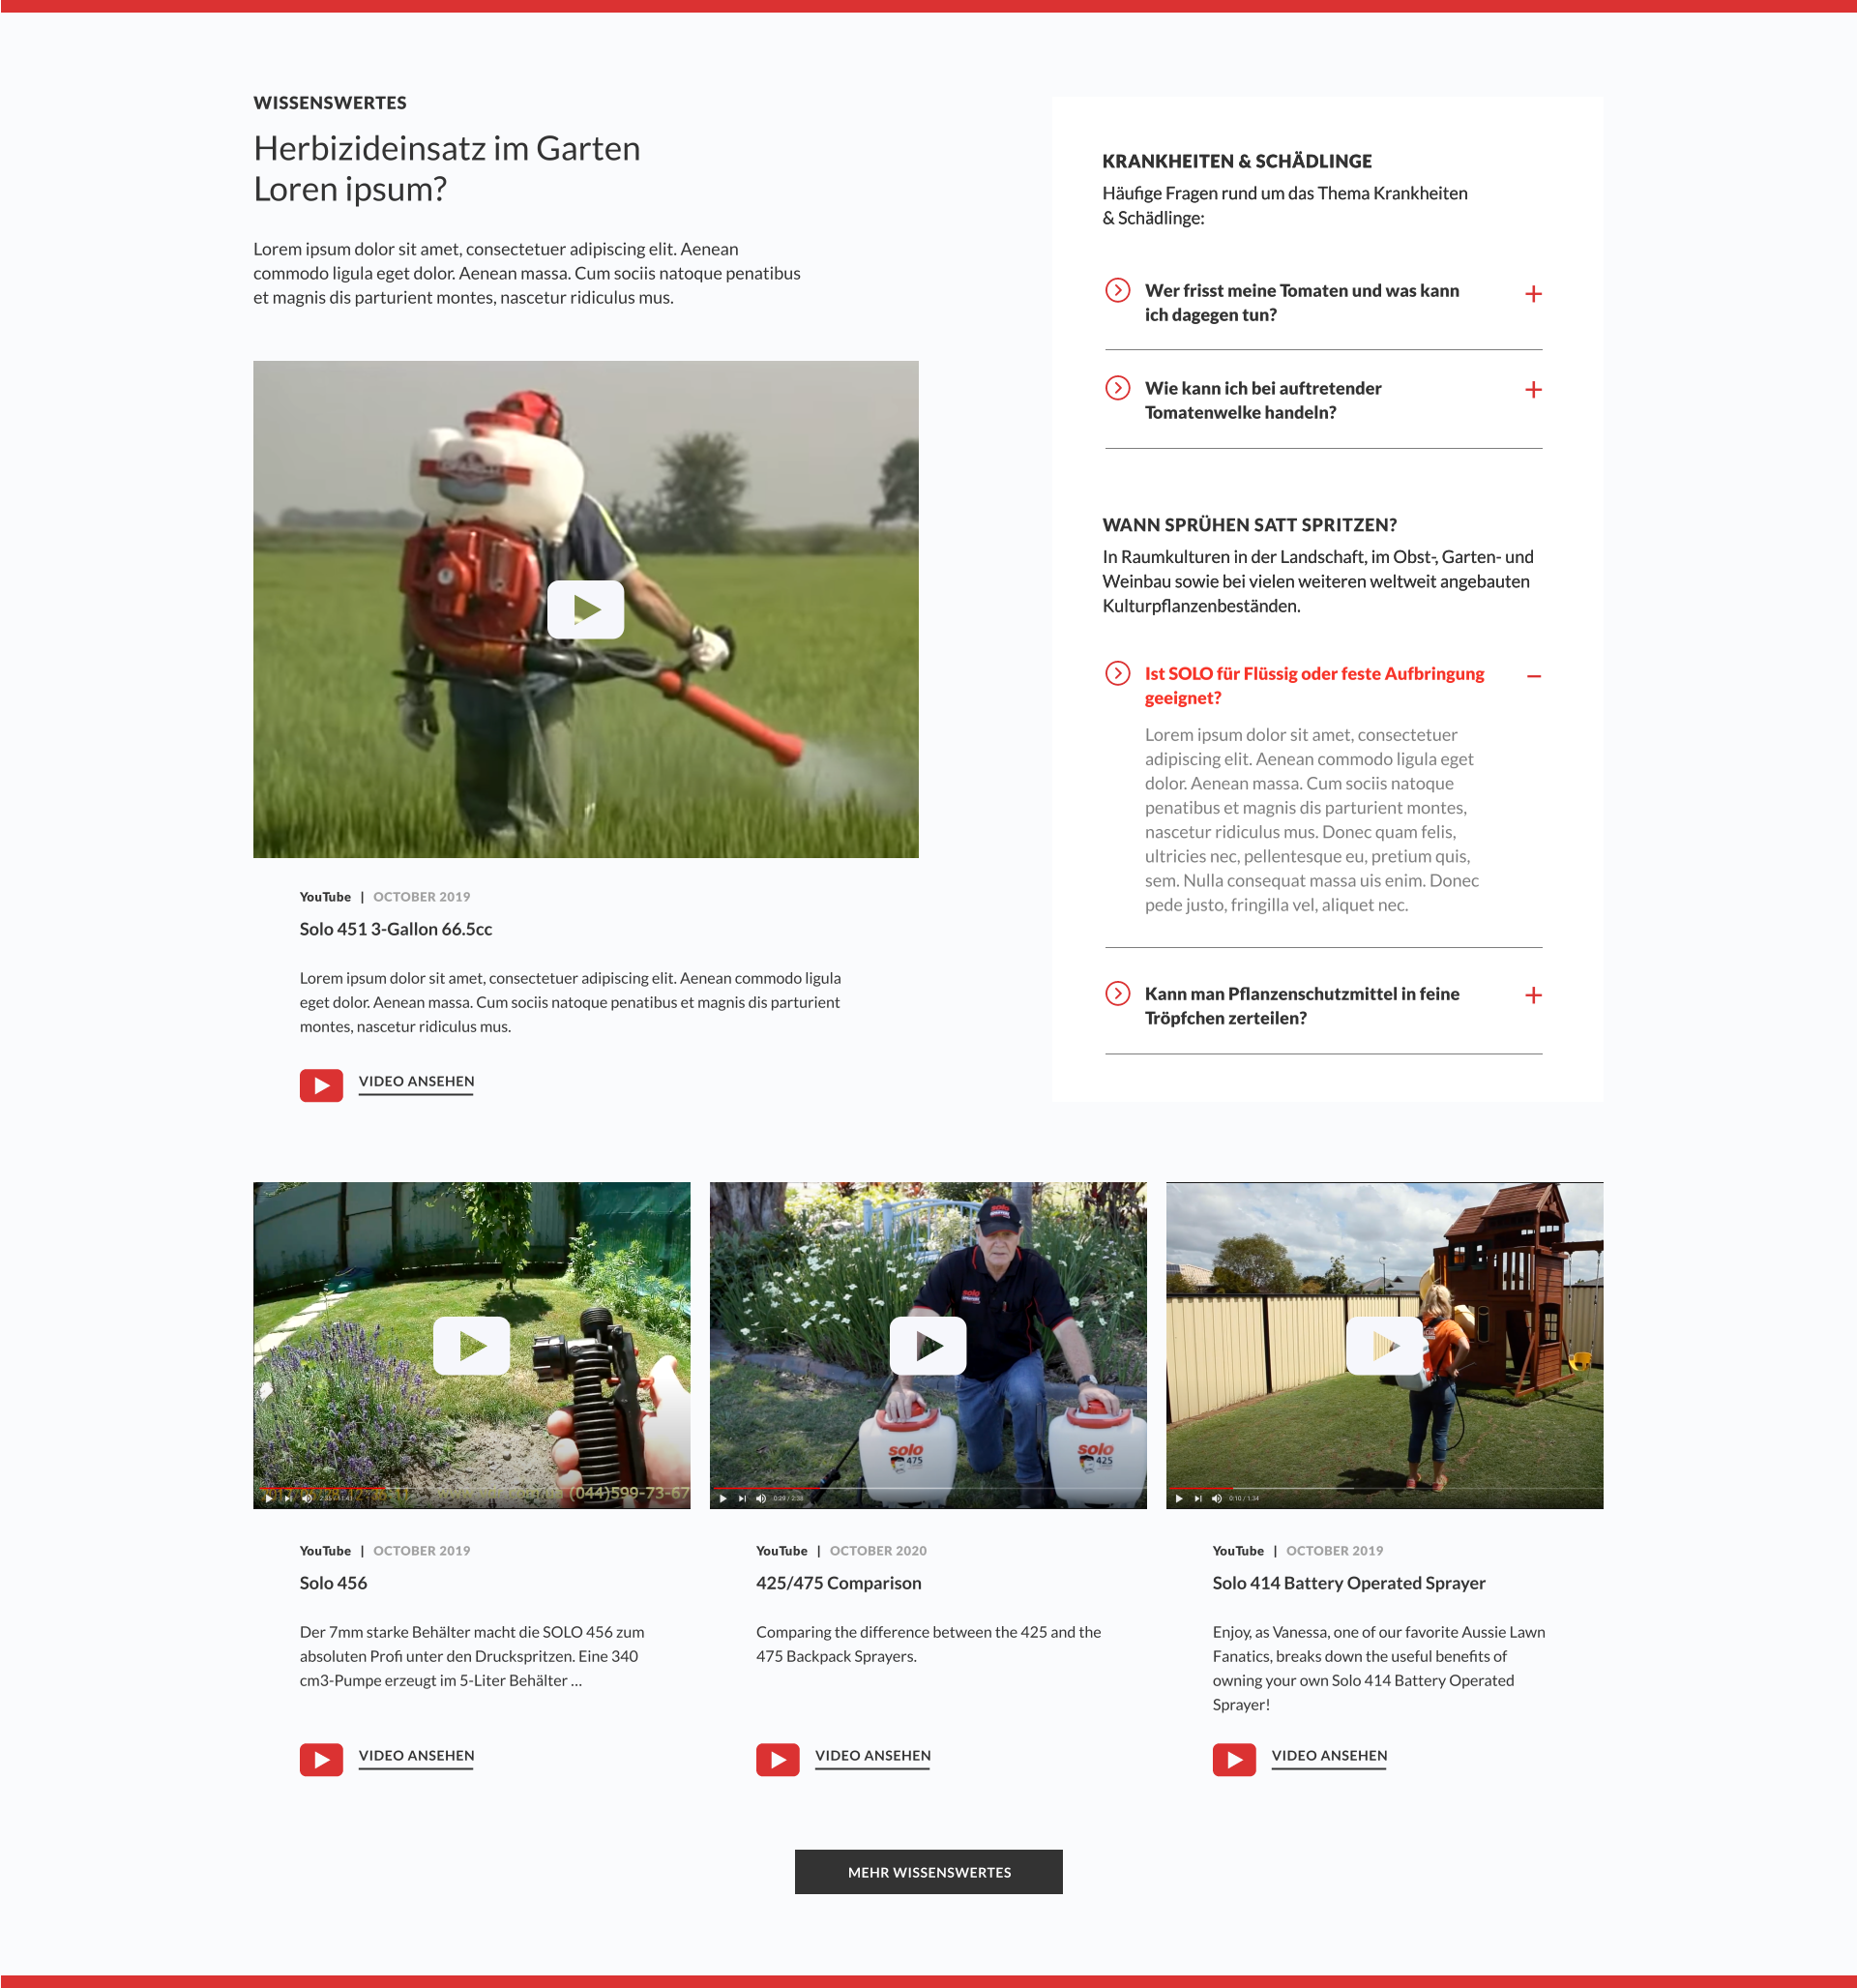 WISSENSWERTES
Herbizideinsatz im Garten
Loren ipsum?
Lorem ipsum dolor sit amet, consectetuer adipiscing elit. Aenean
commodo ligula eget dolor. Aenean massa. Cum sociis natoque penatibus
et magnis dis parturient montes, nascetur ridiculus mus.
YouTube | OCTOBER 2019
Solo 451 3-Gallon 66.5cc
Lorem ipsum dolor sit amet, consectetuer adipiscing elit. Aenean commodo ligula
eget dolor. Aenean massa. Cum sociis natoque penatibus et magnis dis parturient
montes, nascetur ridiculus mus.
VIDEO ANSEHEN
KRANKHEITEN & SCHÄDLINGE
Häufige Fragen rund um das Thema Krankheiten
& Schädlinge:
Wer frisst meine Tomaten und was kann
ich dagegen tun?
Wie kann ich bei auftretender
Tomatenwelke handeln?
WANN SPRÜHEN SATT SPRITZEN?
In Raumkulturen in der Landschaft, im Obst-, Garten- und
Weinbau sowie bei vielen weiteren weltweit angebauten
Kulturpflanzenbeständen.
Ist SOLO für Flüssig oder feste Aufbringung
geeignet?
Lorem ipsum dolor sit amet, consectetuer
adipiscing elit. Aenean commodo ligula eget
dolor. Aenean massa. Cum sociis natoque
penatibus et magnis dis parturient montes,
nascetur ridiculus mus. Donec quam felis,
ultricies nec, pellentesque eu, pretium quis,
sem. Nulla consequat massa uis enim. Donec
pede justo, fringilla vel, aliquet nec.
Kann man Pflanzenschutzmittel in feine
Tröpfchen zerteilen?
(044)599-73-67
solo
solo
solo
475
solo
425
0:29 / 2:38
0:10 / 1:34
YouTube | OCTOBER 2019
Solo 456
Der 7mm starke Behälter macht die SOLO 456 zum
absoluten Profi unter den Druckspritzen. Eine 340
cm3-Pumpe erzeugt im 5-Liter Behälter ...
VIDEO ANSEHEN
YouTube | OCTOBER 2020
425/475 Comparison
Comparing the difference between the 425 and the
475 Backpack Sprayers.
VIDEO ANSEHEN
YouTube | OCTOBER 2019
Solo 414 Battery Operated Sprayer
Enjoy, as Vanessa, one of our favorite Aussie Lawn
Fanatics, breaks down the useful benefits of
owning your own Solo 414 Battery Operated
Sprayer!
VIDEO ANSEHEN
MEHR WISSENSWERTES